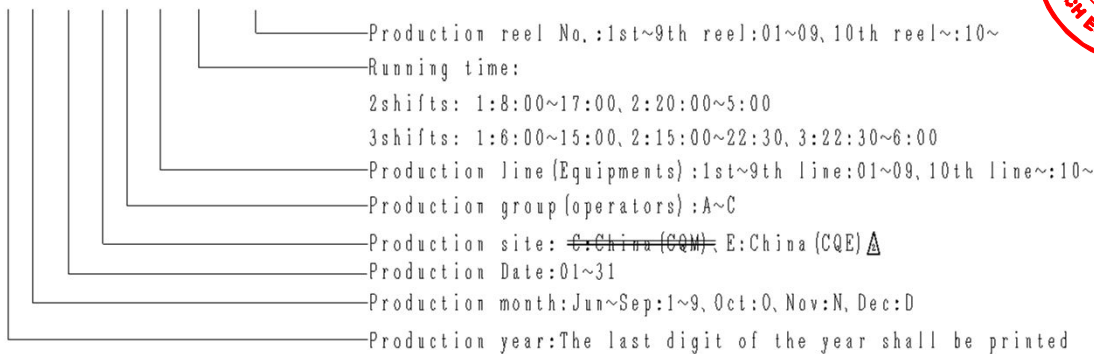 Production reel No.:1st~9th reel:01~09、10th reel~:10~
Running time:
2shifts: 1:8:00~17:00、2:20:00~5:00
3shifts: 1:6:00~15:00、2:15:00~22:30、3:22:30~6:00
Production line(Equipments):1st~9th line:01~09、10th line~:10~
Production group(operators):A~C
Production site: C:China(CQM)、E:China(CQE)
Production Date:01~31
Production month:Jun~Sep:1~9、Oct:O、Nov:N、Dec:D
Production year:The last digit of the year shall be printed